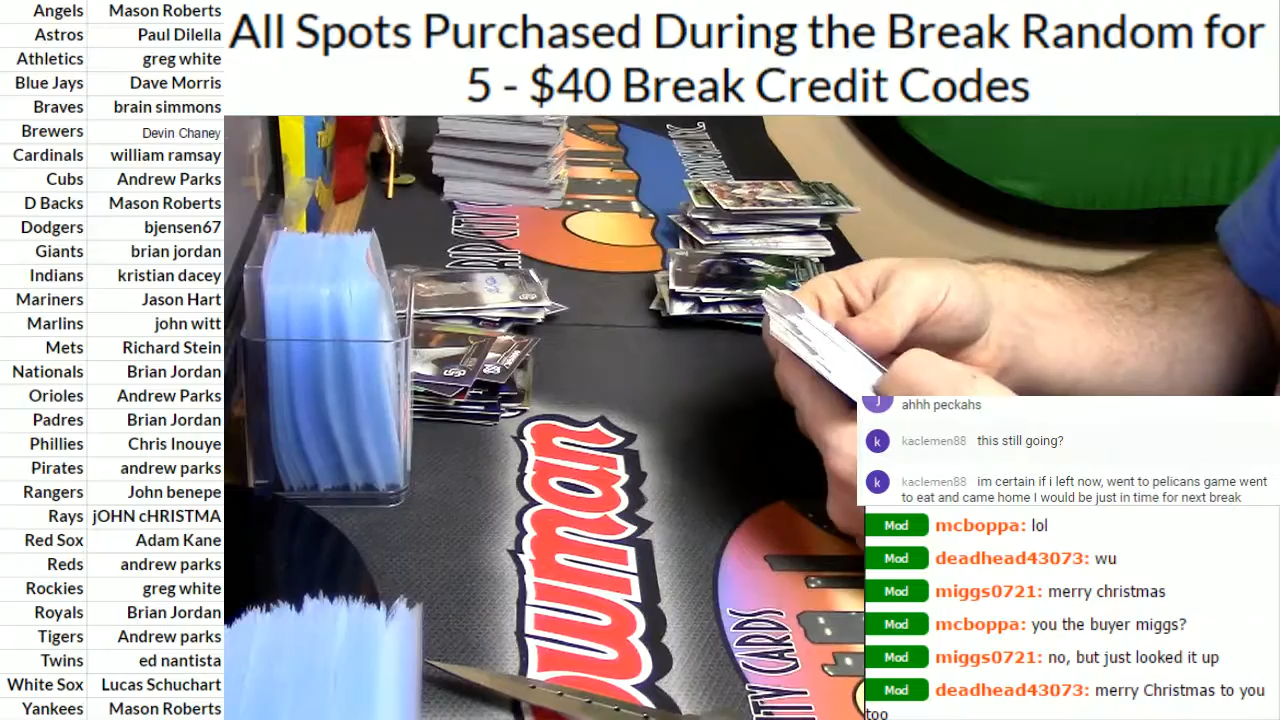 Angels Mason Roberts
Astros Paul Dilella
Athletics greg white
Blue Jays Dave Morris
Braves brain simmons
Brewers Devin Chaney
Cardinals william ramsay
Cubs Andrew Parks
D Backs Mason Roberts
Dodgers bjensen67
Giants brian jordan
Indians kristian dacey
Mariners Jason Hart
Marlins john witt
Mets Richard Stein
Nationals Brian Jordan
Orioles Andrew Parks
Padres Brian Jordan
Phillies Chris Inouye
Pirates andrew parks
Rangers John benepe
Rays jOHN cHRISTMA
Red Sox Adam Kane
Reds andrew parks
Rockies greg white
Royals Brian Jordan
Tigers Andrew parks
Twins ed nantista
White Sox Lucas Schuchart
Yankees Mason Roberts
All Spots Purchased During the Break Random for
5 - $40 Break Credit Codes
CITY
owman
ITY CARDS
J ahhh peckahs
k kaclemen88 this still going?
k kaclemen88 im certain if i left now, went to pelicans game went
to eat and came home I would be just in time for next break
Mod mcboppa: lol
Mod deadhead43073: wu
Mod miggs0721: merry christmas
Mod mcboppa: you the buyer miggs?
Mod miggs0721: no, but just looked it up
Mod deadhead43073: merry Christmas to you
too